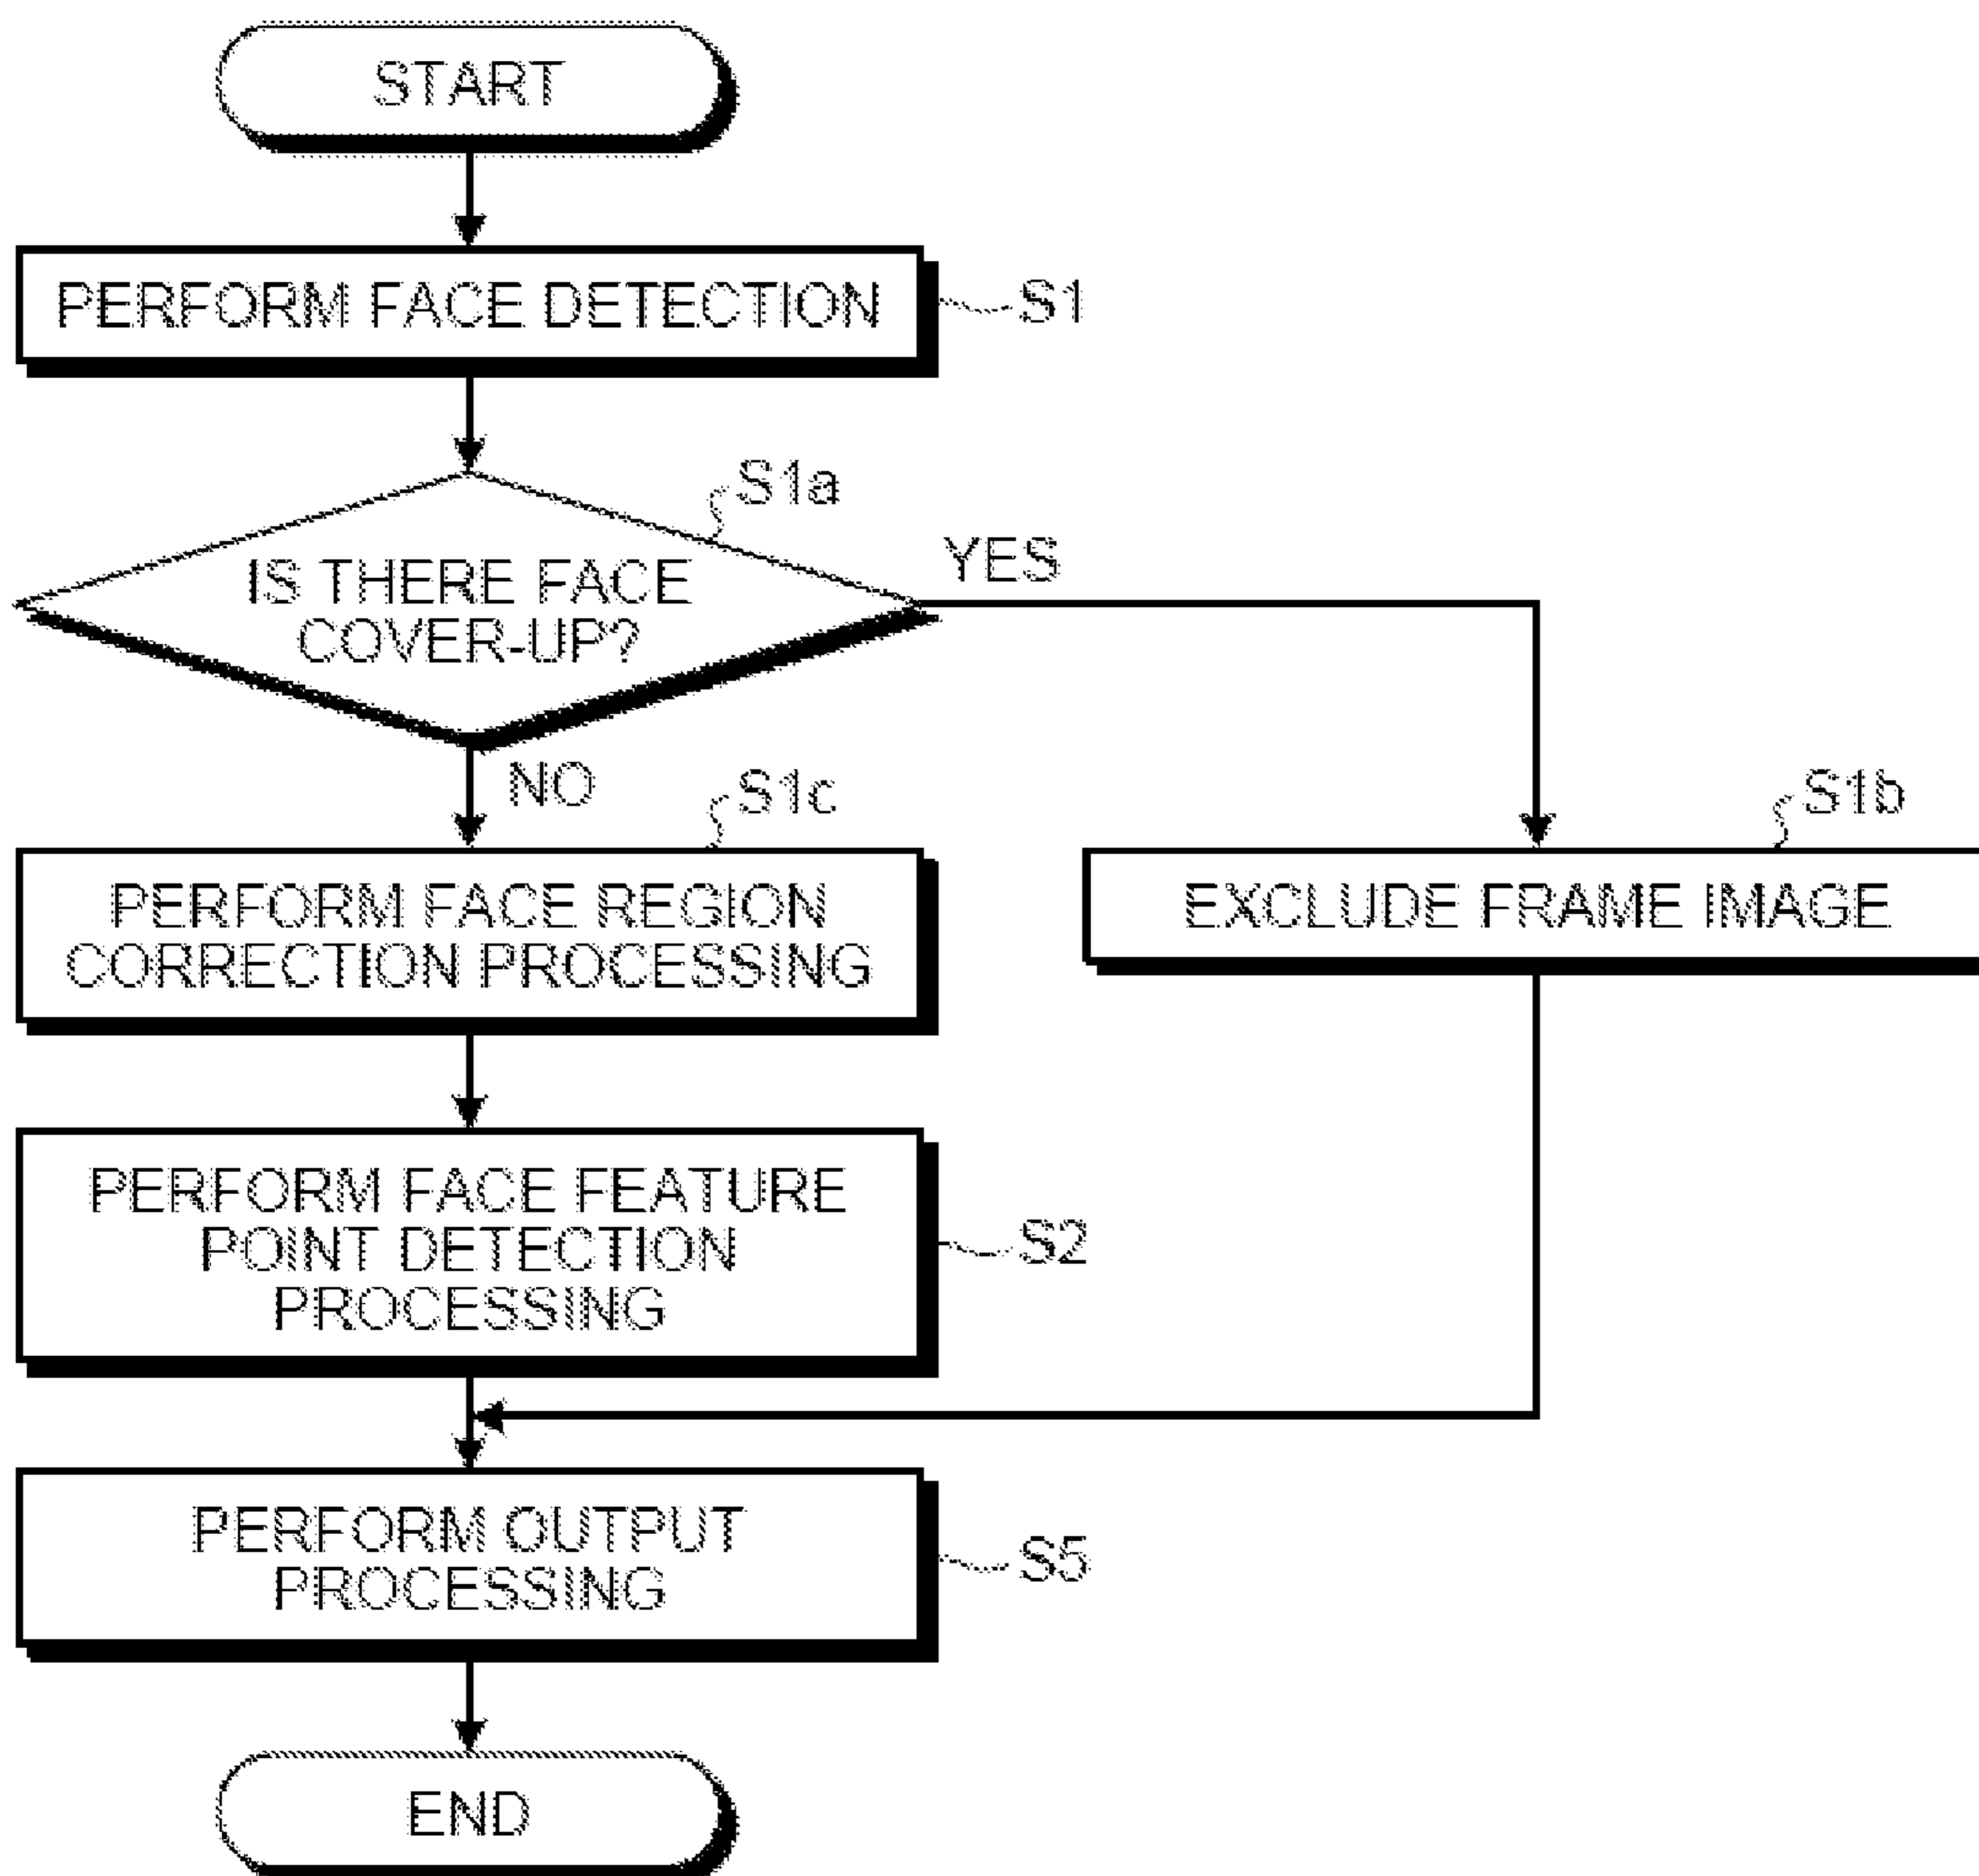 START
PERFORM FACE DETECTION
S1
S1a
IS THERE FACE
COVER-UP?
YES
NO
S1c
PERFORM FACE REGION
CORRECTION PROCESSING
S1b
EXCLUDE FRAME IMAGE
PERFORM FACE FEATURE
POINT DETECTION
PROCESSING
S2
PERFORM OUTPUT
PROCESSING
S5
END